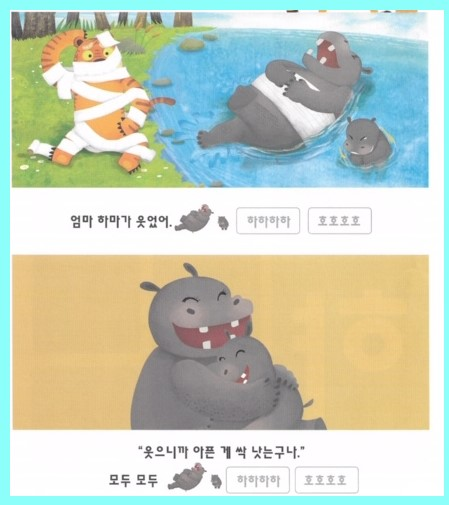 엄마 하마가 웃었어. 하하하하 호호호호
“웃으니까 아픈 게 싹 낫는구나.”
모두 모두 하하하하 호호호호